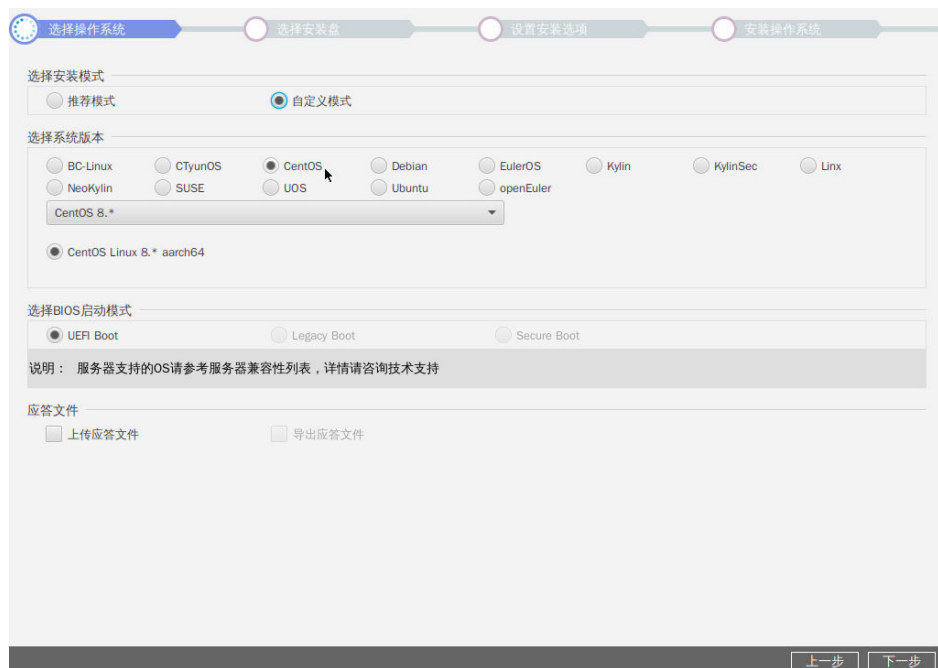 选择操作系统 选择安装盘 设置安装选项 安装操作系统
选择安装模式
推荐模式 自定义模式
选择系统版本
BC-Linux CTyunOS CentOS Debian EulerOS Kylin KylinSec Linx
NeoKylin SUSE UOS Ubuntu openEuler
CentOS 8.*
CentOS Linux 8.* aarch64
选择BIOS启动模式
UEFI Boot Legacy Boot Secure Boot
说明： 服务器支持的OS请参考服务器兼容性列表，详情请咨询技术支持
应答文件
上传应答文件 导出应答文件
上一步 下一步